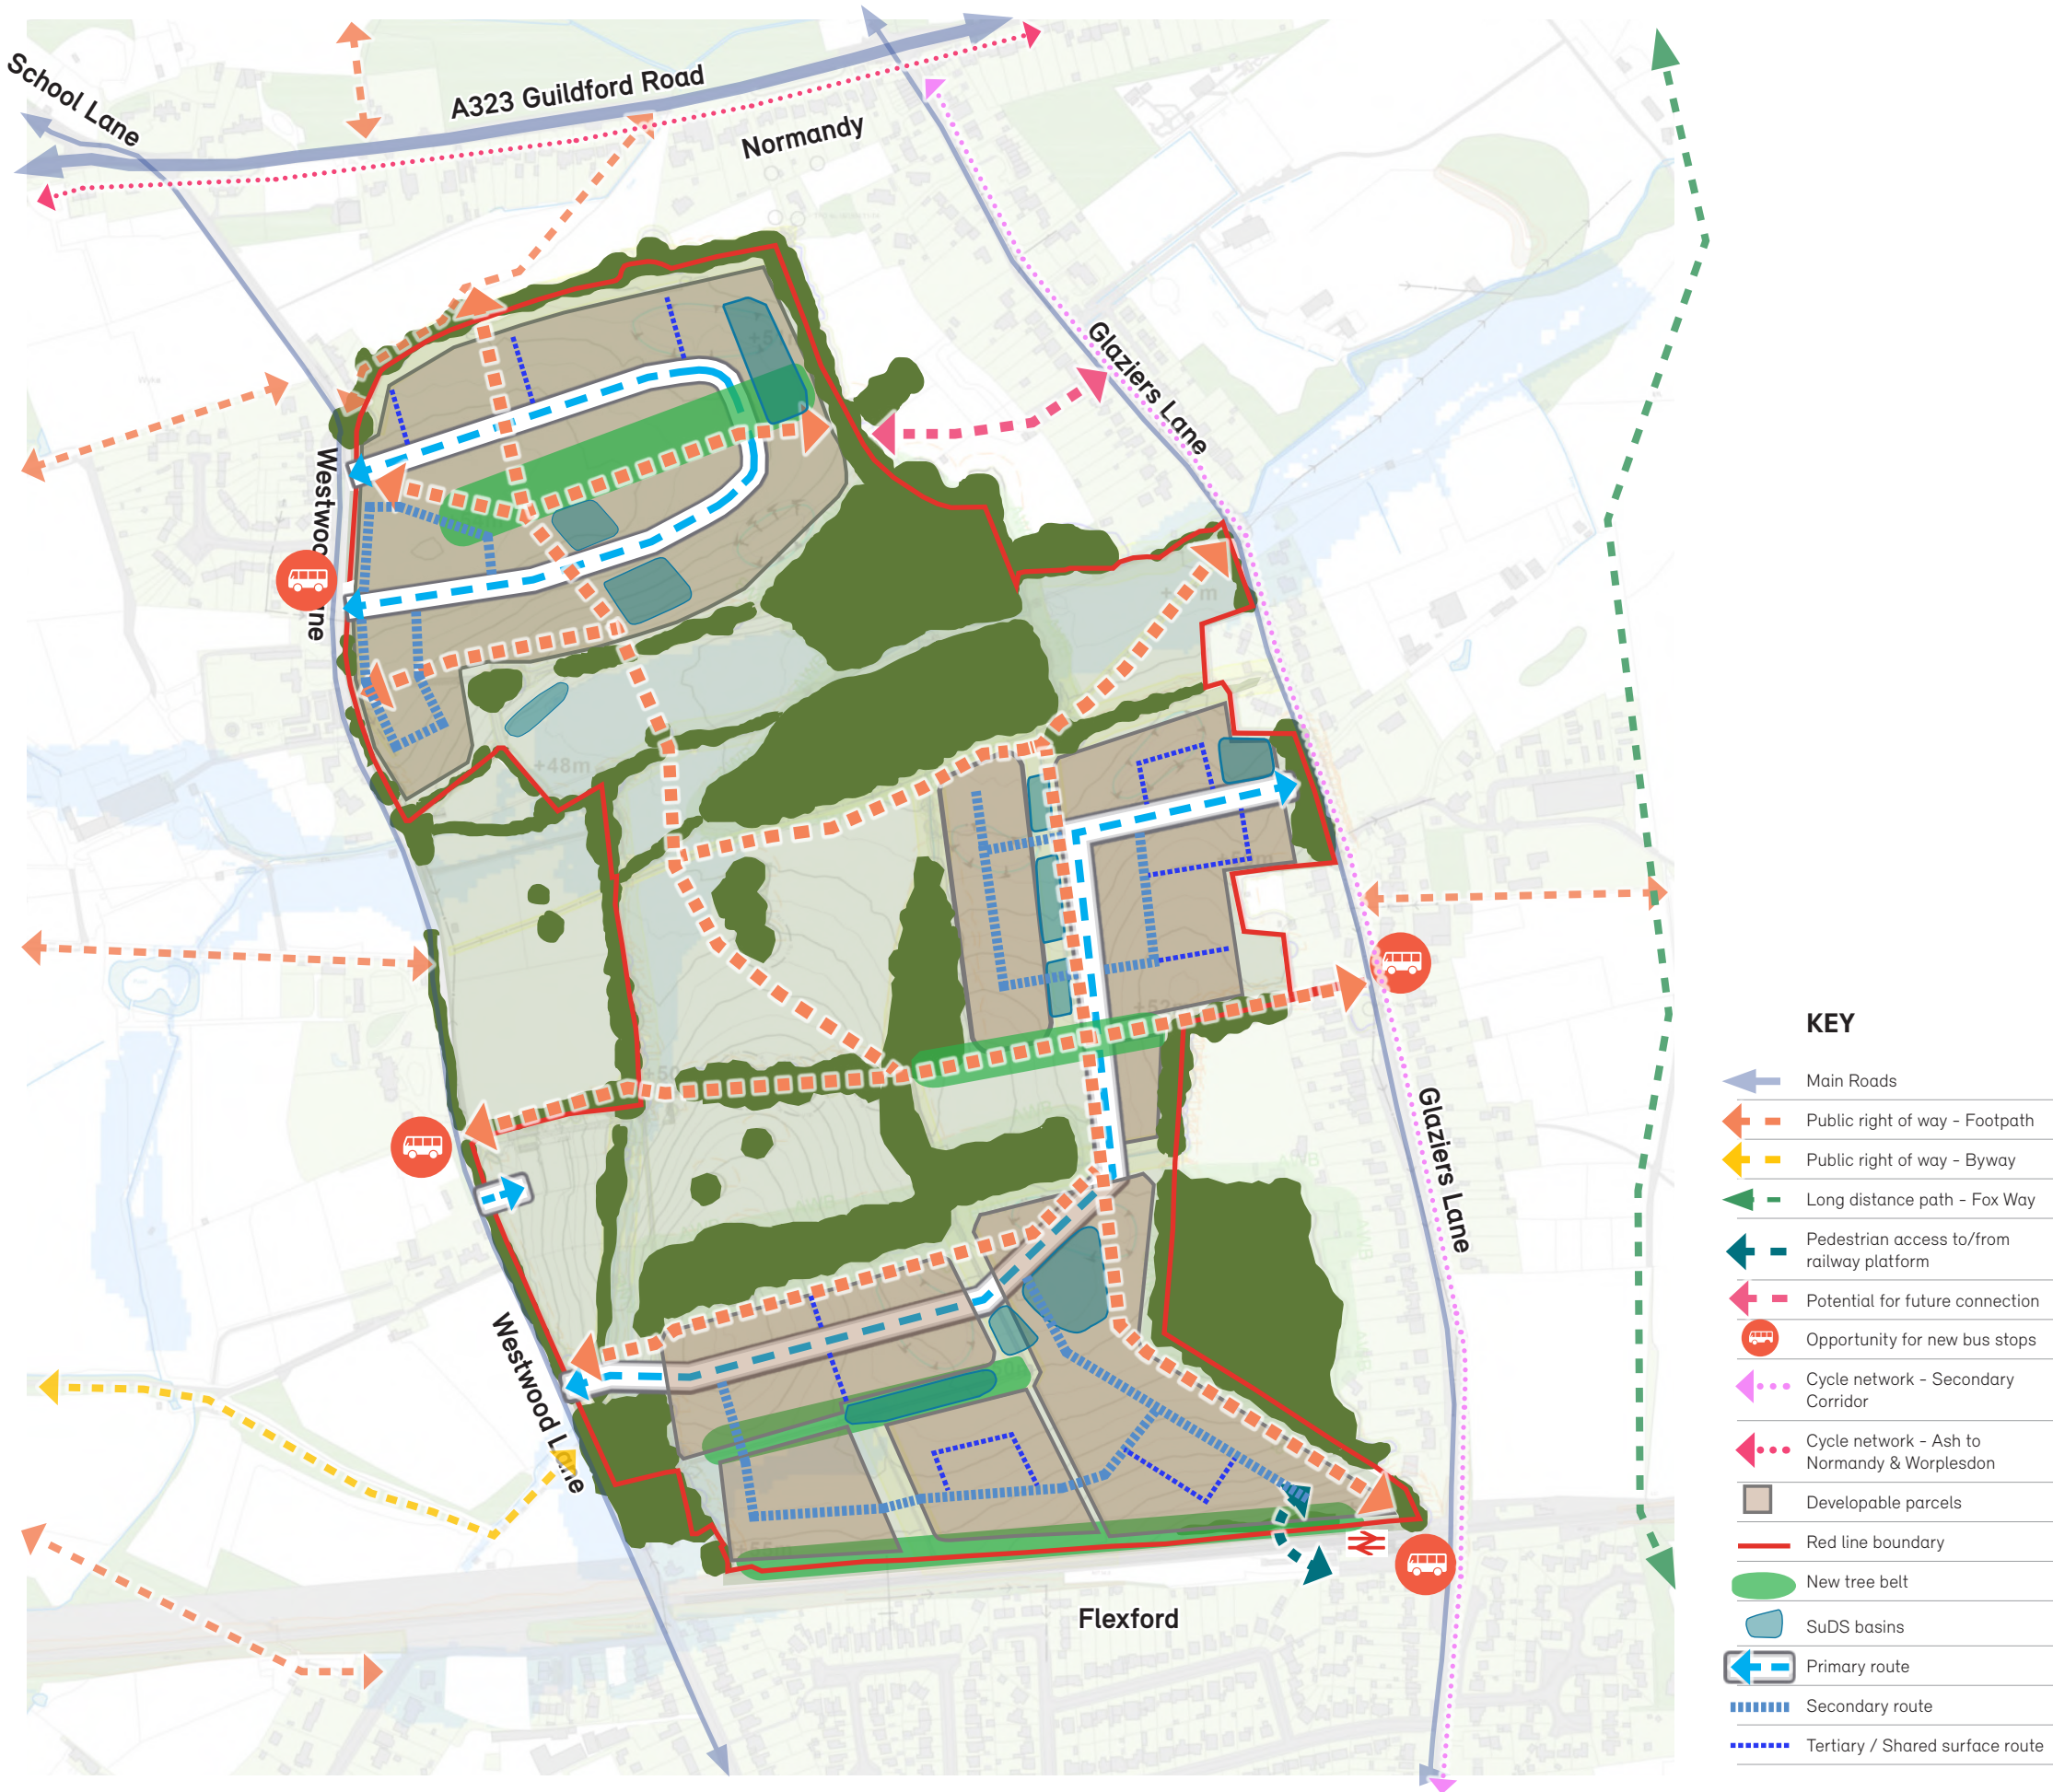 School Lane
A323 Guildford Road
Normandy
Glaziers Lane
Westwood Lane
+48m
+50
+52m
Glaziers Lane
Westwood Lane
Flexford
KEY
Main Roads
Public right of way - Footpath
Public right of way - Byway
Long distance path - Fox Way
Pedestrian access to/from
railway platform
Potential for future connection
Opportunity for new bus stops
Cycle network - Secondary
Corridor
Cycle network - Ash to
Normandy & Worplesdon
Developable parcels
Red line boundary
New tree belt
SuDS basins
Primary route
Secondary route
Tertiary / Shared surface route